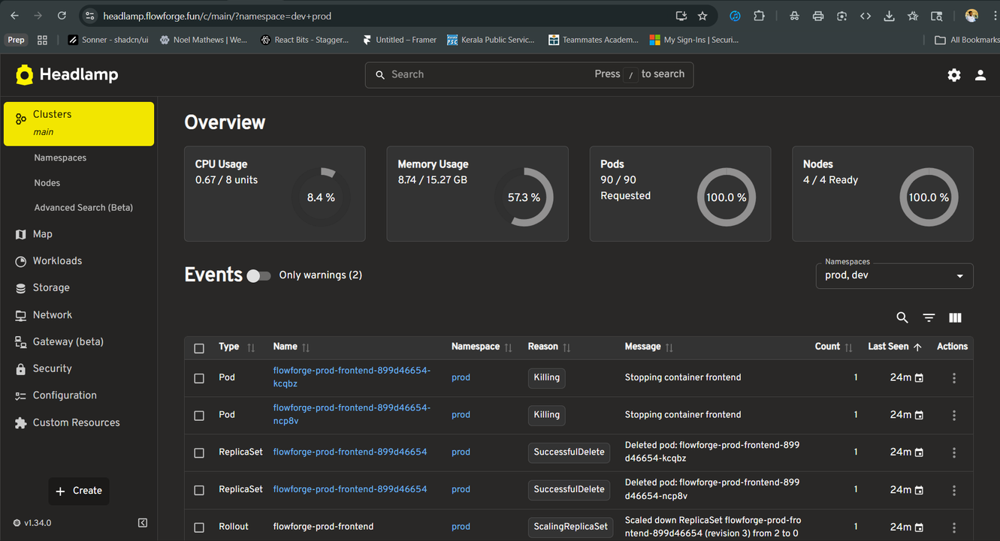 headlamp.flowforge.fun/c/main/?namespace=dev+prod
Prep
Sonner - shadcn/ui
Noel Mathews | We...
React Bits - Stagger...
Untitled – Framer
Kerala Public Servic...
Teammates Academ...
My Sign-Ins | Securi...
All Bookmarks
Headlamp
Search
Press / to search
Clusters
main
Namespaces
Nodes
Advanced Search (Beta)
Map
Workloads
Storage
Network
Gateway (beta)
Security
Configuration
Custom Resources
Create
v1.34.0
Overview
CPU Usage
0.67 / 8 units
8.4 %
Memory Usage
8.74 / 15.27 GB
57.3 %
Pods
90 / 90
Requested
100.0 %
Nodes
4 / 4 Ready
100.0 %
Events
Only warnings (2)
Namespaces
prod, dev
Type Name Namespace Reason Message Count Last Seen Actions
Pod flowforge-prod-frontend-899d46654-
kcqbz prod Killing Stopping container frontend 1 24m
Pod flowforge-prod-frontend-899d46654-
ncp8v prod Killing Stopping container frontend 1 24m
ReplicaSet flowforge-prod-frontend-899d46654 prod SuccessfulDelete Deleted pod: flowforge-prod-frontend-899
d46654-kcqbz 1 24m
ReplicaSet flowforge-prod-frontend-899d46654 prod SuccessfulDelete Deleted pod: flowforge-prod-frontend-899
d46654-ncp8v 1 24m
Rollout flowforge-prod-frontend prod ScalingReplicaSet Scaled down ReplicaSet flowforge-prod-fro
ntend-899d46654 (revision 3) from 2 to 0 1 24m